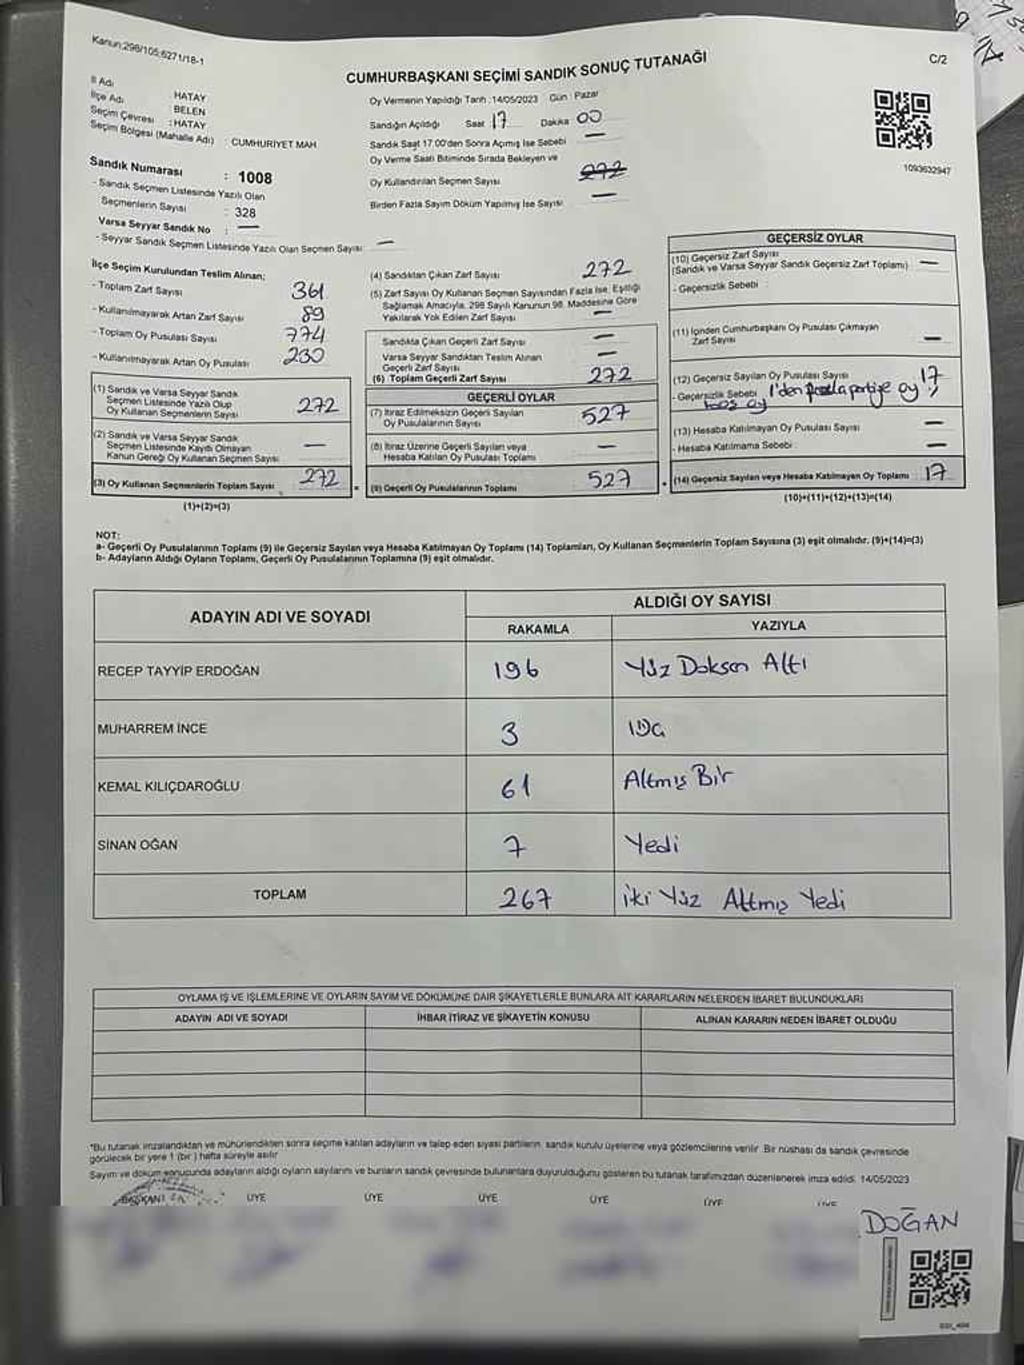 Kanun:298/105;6271/18-1
C/2
CUMHURBAŞKANI SEÇİMİ SANDIK SONUÇ TUTANAĞI
İl Adı HATAY
İlçe Adı BELEN
Seçim Çevresi : HATAY
Seçim Bölgesi (Mahalle Adı) : CUMHURİYET MAH.
Oy Vermenin Yapıldığı Tarih :14/05/2023 Gün : Pazar
Sandığın Açıldığı Saat 17 Dakika 00
Sandık Saat 17.00'den Sonra Açımış İse Sebebi —
Oy Verme Saati Bitiminde Sırada Bekleyen ve
Oy Kullandırılan Seçmen Sayısı 272
Birden Fazla Sayım Döküm Yapılmış İse Sayısı —
1093632947
Sandık Numarası : 1008
- Sandık Seçmen Listesinde Yazılı Olan
Seçmenlerin Sayısı : 328
Varsa Seyyar Sandık No : —
- Seyyar Sandık Seçmen Listesinde Yazılı Olan Seçmen Sayısı —
İlçe Seçim Kurulundan Teslim Alınan;
- Toplam Zarf Sayısı 361
- Kullanılmayarak Artan Zarf Sayısı 89
- Toplam Oy Pusulası Sayısı 774
- Kullanılmayarak Artan Oy Pusulası 230
(1) Sandık ve Varsa Seyyar Sandık
Seçmen Listesinde Yazılı Olup
Oy Kullanan Seçmenlerin Sayısı 272
(2) Sandık ve Varsa Seyyar Sandık
Seçmen Listesinde Kayıtlı Olmayan
Kanun Gereği Oy Kullanan Seçmen Sayısı —
(3) Oy Kullanan Seçmenlerin Toplam Sayısı 272
(1)+(2)=(3)
(4) Sandıktan Çıkan Zarf Sayısı 272
(5) Zarf Sayısı Oy Kullanan Seçmen Sayısından Fazla İse, Eşitliği
Sağlamak Amacıyla, 298 Sayılı Kanunun 98. Maddesine Göre
Yakılarak Yok Edilen Zarf Sayısı —
Sandıkta Çıkan Geçerli Zarf Sayısı —
Varsa Seyyar Sandıktan Teslim Alınan
Geçerli Zarf Sayısı —
(6) Toplam Geçerli Zarf Sayısı 272
GEÇERLİ OYLAR
(7) İtiraz Edilmeksizin Geçerli Sayılan
Oy Pusulasının Sayısı 527
(8) İtiraz Üzerine Geçerli Sayılan veya
Hesaba Katılan Oy Pusulası Toplamı —
(9) Geçerli Oy Pusulalarının Toplamı 527
GEÇERSİZ OYLAR
(10) Geçersiz Zarf Sayısı
(Sandık ve Varsa Seyyar Sandık Geçersiz Zarf Toplamı) —
- Geçersizlik Sebebi :
(11) İçinden Cumhurbaşkanı Oy Pusulası Çıkmayan
Zarf Sayısı —
(12) Geçersiz Sayılan Oy Pusulası Sayısı 17
- Geçersizlik Sebebi 1'den fazla partiye oy,
boş oy
(13) Hesaba Katılmayan Oy Pusulası Sayısı —
- Hesaba Katılmama Sebebi —
(14) Geçersiz Sayılan veya Hesaba Katılmayan Oy Toplamı 17
(10)+(11)+(12)+(13)=(14)
NOT:
a- Geçerli Oy Pusulalarının Toplamı (9) ile Geçersiz Sayılan veya Hesaba Katılmayan Oy Toplamı (14) Toplamları, Oy Kullanan Seçmenlerin Toplam Sayısına (3) eşit olmalıdır. (9)+(14)=(3)
b- Adayların Aldığı Oyların Toplamı, Geçerli Oy Pusulalarının Toplamına (9) eşit olmalıdır.
ADAYIN ADI VE SOYADI
ALDIĞI OY SAYISI
RAKAMLA YAZIYLA
RECEP TAYYİP ERDOĞAN 196 Yüz Doksan Altı
MUHARREM İNCE 3 Üç
KEMAL KILIÇDAROĞLU 61 Altmış Bir
SİNAN OĞAN 7 Yedi
TOPLAM 267 İki Yüz Altmış Yedi
OYLAMA İŞ VE İŞLEMLERİNE VE OYLARIN SAYIM VE DÖKÜMÜNE DAİR ŞİKAYETLERLE BUNLARA AİT KARARLARIN NELERDEN İBARET BULUNDUKLARI
ADAYIN ADI VE SOYADI İHBAR İTİRAZ VE ŞİKAYETİN KONUSU ALINAN KARARIN NEDEN İBARET OLDUĞU
*Bu tutanak imzalandıktan ve mühürlendikten sonra seçime katılan adayların ve talep eden siyasi partilerin, sandık kurulu üyelerine veya gözlemcilerine verilir. Bir nüshası da sandık çevresinde
görülecek bir yere 1 (bir ) hafta süreyle asılır.
Sayım ve döküm sonucunda adayların aldığı oyların sayılarını ve bunların sandık çevresinde bulunanlara duyurulduğunu gösteren bu tutanak tarafımızdan düzenlenerek imza edildi. 14/05/2023
BAŞKAN ÜYE ÜYE ÜYE ÜYE ÜYE ÜYE
DOĞAN